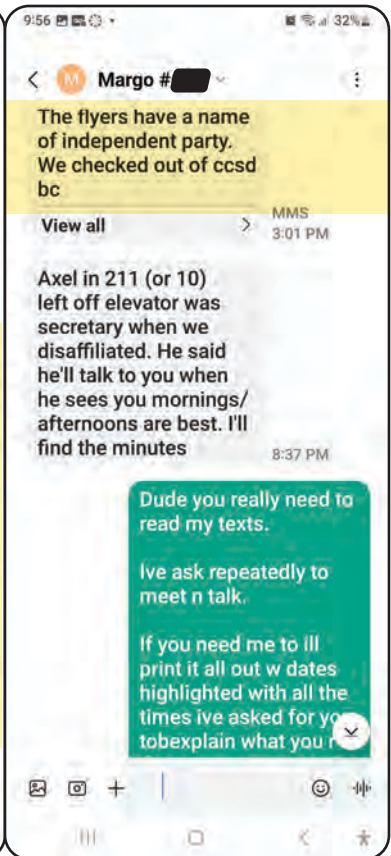 9:56
32%
M Margo #
The flyers have a name
of independent party.
We checked out of ccsd
bc
View all >
MMS
3:01 PM
Axel in 211 (or 10)
left off elevator was
secretary when we
disaffiliated. He said
he'll talk to you when
he sees you mornings/
afternoons are best. I'll
find the minutes
8:37 PM
Dude you really need to
read my texts.
Ive ask repeatedly to
meet n talk.
If you need me to ill
print it all out w dates
highlighted with all the
times ive asked for
tobexplain what you